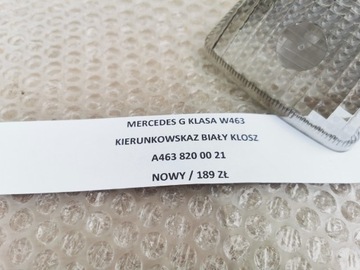 MERCEDES G KLASA W463
KIERUNKOWSKAZ BIAŁY KLOSZ
A463 820 00 21
NOWY / 189 ZŁ